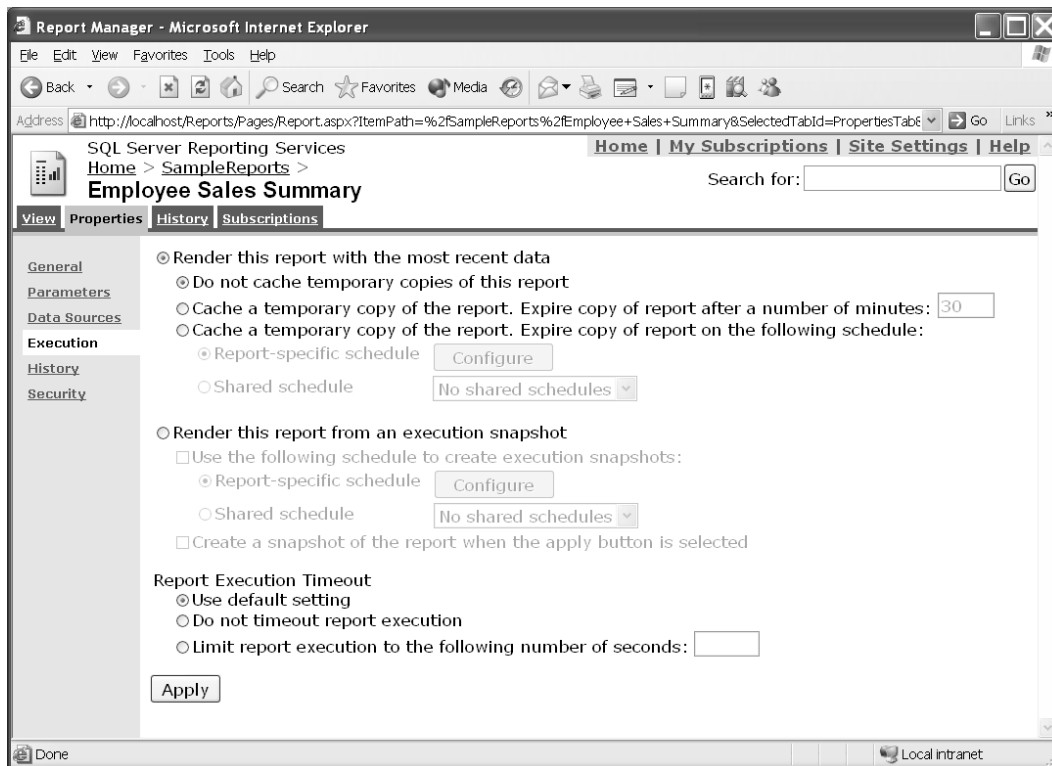 Report Manager - Microsoft Internet Explorer
File Edit View Favorites Tools Help
Back Search Favorites Media
Address http://localhost/Reports/Pages/Report.aspx?ItemPath=%2fSampleReports%2fEmployee+Sales+Summary&SelectedTabId=PropertiesTab& Go Links »
SQL Server Reporting Services
Home | My Subscriptions | Site Settings | Help
Home > SampleReports >
Employee Sales Summary
Search for: Go
View Properties History Subscriptions
General
Parameters
Data Sources
Execution
History
Security
Render this report with the most recent data
Do not cache temporary copies of this report
Cache a temporary copy of the report. Expire copy of report after a number of minutes: 30
Cache a temporary copy of the report. Expire copy of report on the following schedule:
Report-specific schedule Configure
Shared schedule No shared schedules
Render this report from an execution snapshot
Use the following schedule to create execution snapshots:
Report-specific schedule Configure
Shared schedule No shared schedules
Create a snapshot of the report when the apply button is selected
Report Execution Timeout
Use default setting
Do not timeout report execution
Limit report execution to the following number of seconds:
Apply
Done Local intranet